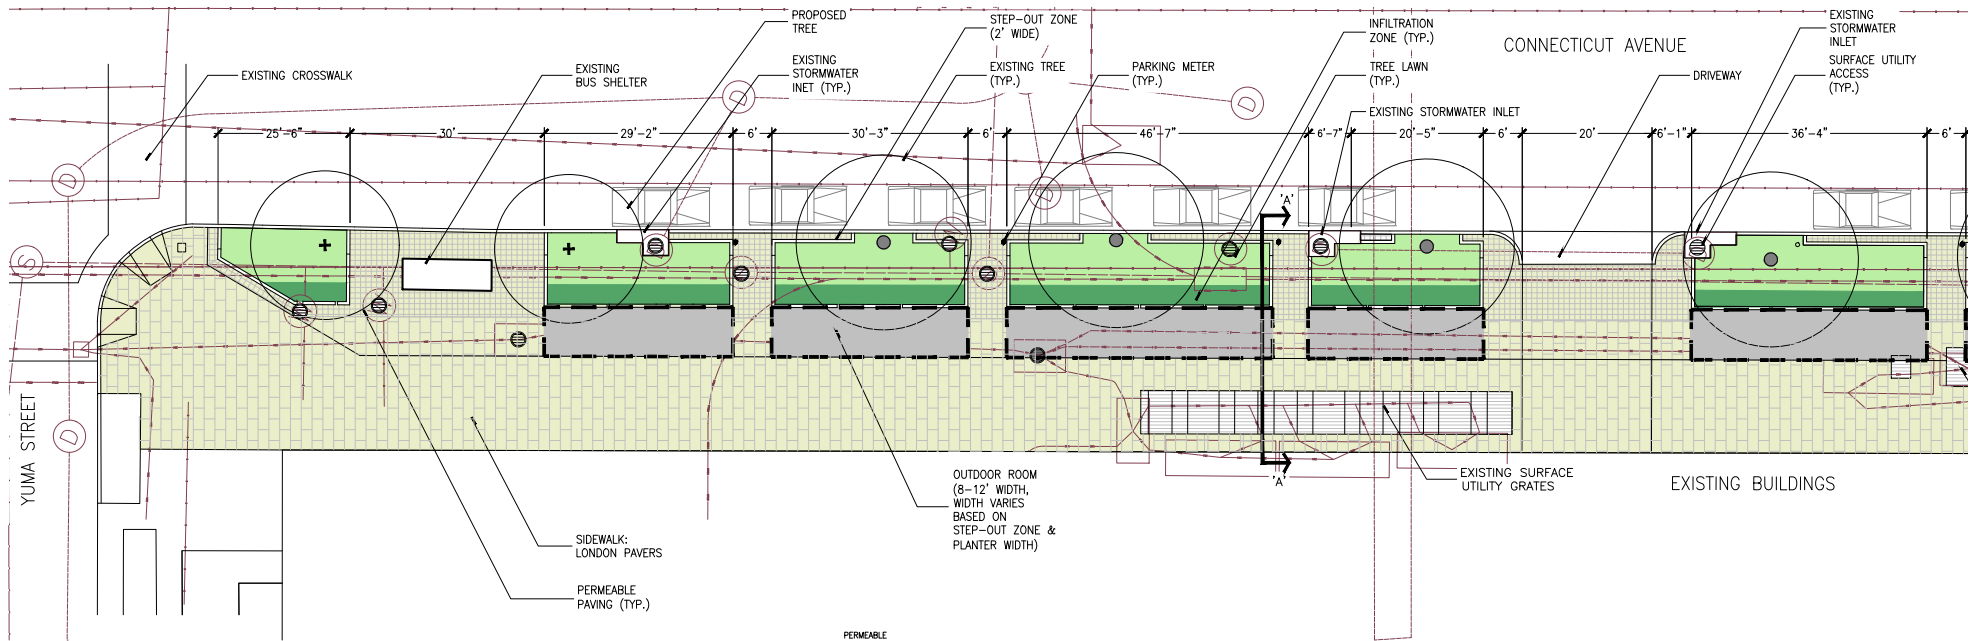 PROPOSED
TREE
STEP-OUT ZONE
(2' WIDE)
INFILTRATION
ZONE (TYP.)
CONNECTICUT AVENUE
EXISTING
STORMWATER
INLET
EXISTING CROSSWALK
EXISTING
BUS SHELTER
EXISTING
STORMWATER
INET (TYP.)
EXISTING TREE
(TYP.)
PARKING METER
(TYP.)
TREE LAWN
(TYP.)
DRIVEWAY
SURFACE UTILITY
ACCESS
(TYP.)
EXISTING STORMWATER INLET
D
D
25'-6"
30'
29'-2"
6'
30'-3"
6'
46'-7"
6'-7"
20'-5"
6'
20'
6'-1"
36'-4"
6'
D
D
'A'
S
YUMA STREET
D
OUTDOOR ROOM
(8-12' WIDTH,
WIDTH VARIES
BASED ON
STEP-OUT ZONE &
PLANTER WIDTH)
'A'
EXISTING SURFACE
UTILITY GRATES
EXISTING BUILDINGS
SIDEWALK:
LONDON PAVERS
PERMEABLE
PAVING (TYP.)
PERMEABLE